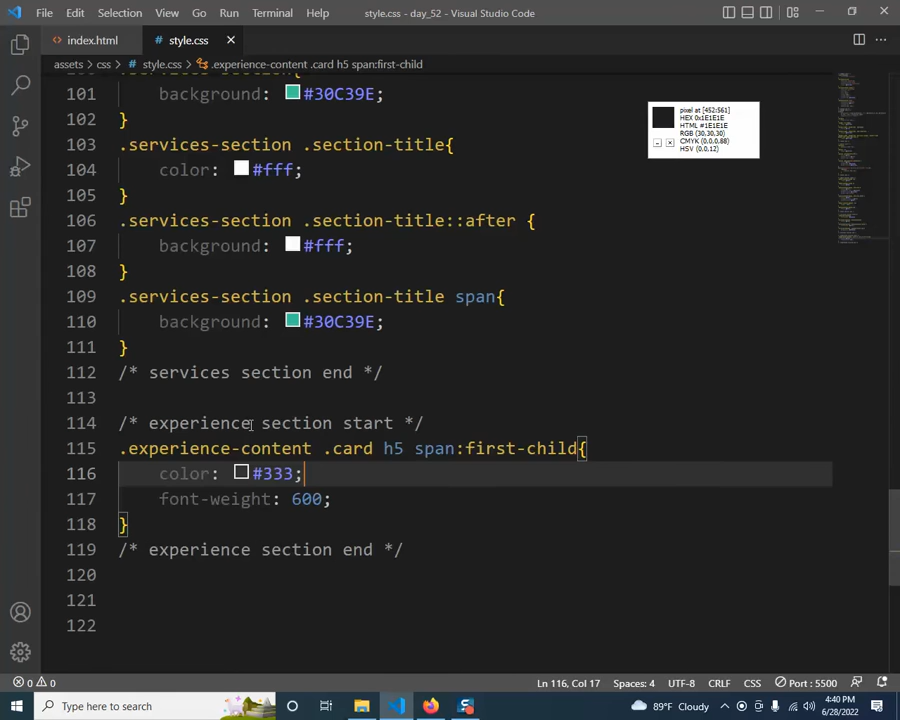 File Edit Selection View Go Run Terminal Help style.css - day_52 - Visual Studio Code
index.html # style.css
assets > css > # style.css > .experience-content .card h5 span:first-child
101 background: #30C39E;
102 }
103 .services-section .section-title{
104 color: #fff;
105 }
106 .services-section .section-title::after {
107 background: #fff;
108 }
109 .services-section .section-title span{
110 background: #30C39E;
111 }
112 /* services section end */
113
114 /* experience section start */
115 .experience-content .card h5 span:first-child{
116 color: #333;
117 font-weight: 600;
118 }
119 /* experience section end */
120
121
122
pixel at [452:561]
HEX 0x1E1E1E
HTML #1E1E1E
RGB (30,30,30)
CMYK (0.0.0.88)
HSV (0.0.12)
0 0 Ln 116, Col 17 Spaces: 4 UTF-8 CRLF CSS Port : 5500
Type here to search 89°F Cloudy 4:40 PM
6/28/2022